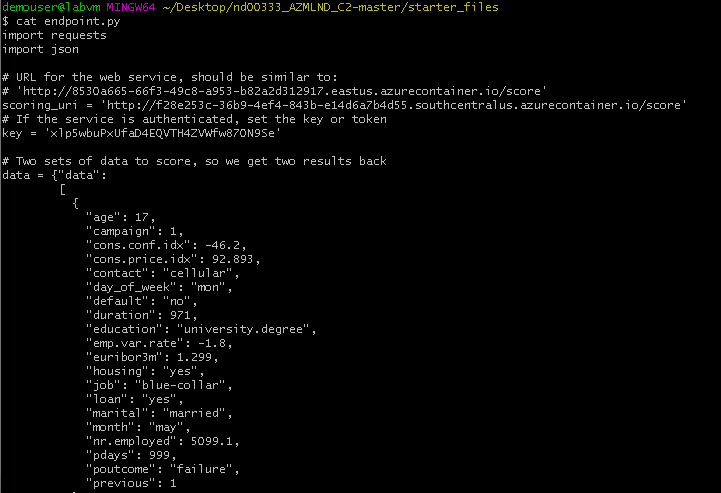 demouser@labvm MINGW64 ~/Desktop/nd00333_AZMLND_C2-master/starter_files
$ cat endpoint.py
import requests
import json
# URL for the web service, should be similar to:
# 'http://8530a665-66f3-49c8-a953-b82a2d312917.eastus.azurecontainer.io/score'
scoring_uri = 'http://f28e253c-36b9-4ef4-843b-e14d6a7b4d55.southcentralus.azurecontainer.io/score'
# If the service is authenticated, set the key or token
key = 'xlp5wbuPxUfaD4EQVTH4ZVWfw87ON9Se'
# Two sets of data to score, so we get two results back
data = {"data":
[
{
"age": 17,
"campaign": 1,
"cons.conf.idx": -46.2,
"cons.price.idx": 92.893,
"contact": "cellular",
"day_of_week": "mon",
"default": "no",
"duration": 971,
"education": "university.degree",
"emp.var.rate": -1.8,
"euribor3m": 1.299,
"housing": "yes",
"job": "blue-collar",
"loan": "yes",
"marital": "married",
"month": "may",
"nr.employed": 5099.1,
"pdays": 999,
"poutcome": "failure",
"previous": 1